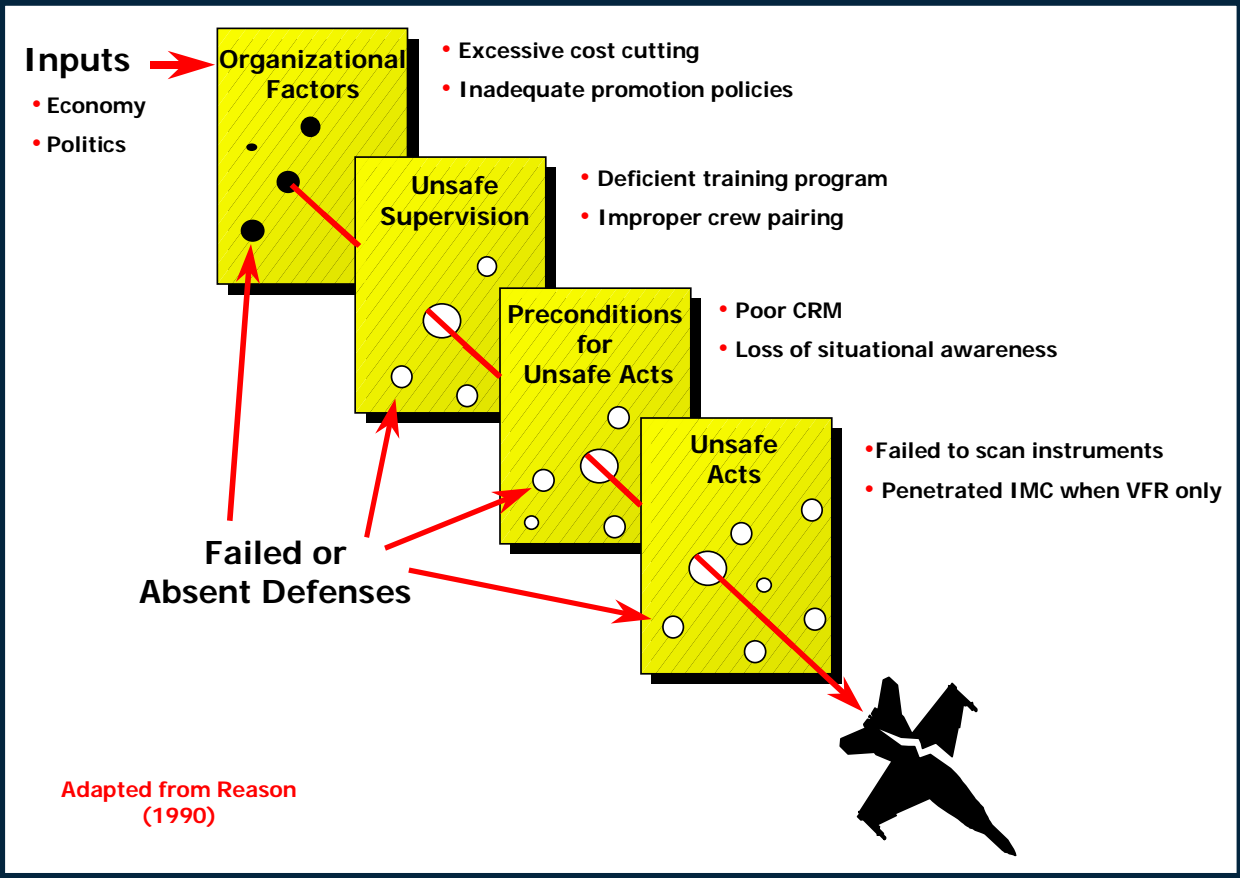 Inputs
• Economy
• Politics
Organizational
Factors
• Excessive cost cutting
• Inadequate promotion policies
Unsafe
Supervision
• Deficient training program
• Improper crew pairing
Preconditions
for
Unsafe Acts
• Poor CRM
• Loss of situational awareness
Unsafe
Acts
•Failed to scan instruments
• Penetrated IMC when VFR only
Failed or
Absent Defenses
Adapted from Reason
(1990)